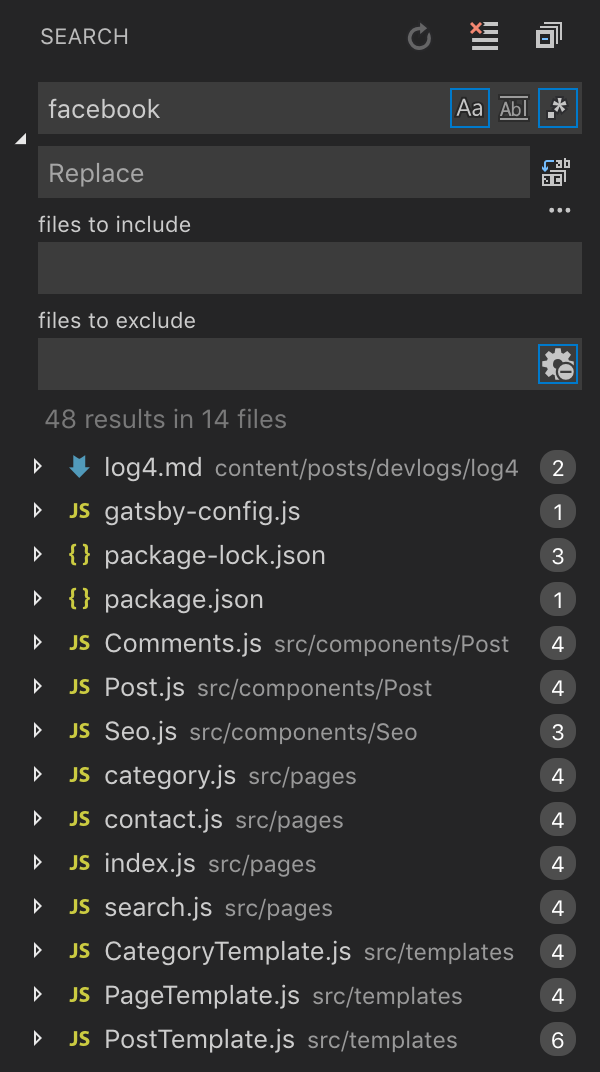 SEARCH
facebook Aa Abl .*
Replace
files to include
files to exclude
48 results in 14 files
log4.md content/posts/devlogs/log4 2
JS gatsby-config.js 1
{ } package-lock.json 3
{ } package.json 1
JS Comments.js src/components/Post 4
JS Post.js src/components/Post 4
JS Seo.js src/components/Seo 3
JS category.js src/pages 4
JS contact.js src/pages 4
JS index.js src/pages 4
JS search.js src/pages 4
JS CategoryTemplate.js src/templates 4
JS PageTemplate.js src/templates 4
JS PostTemplate.js src/templates 6